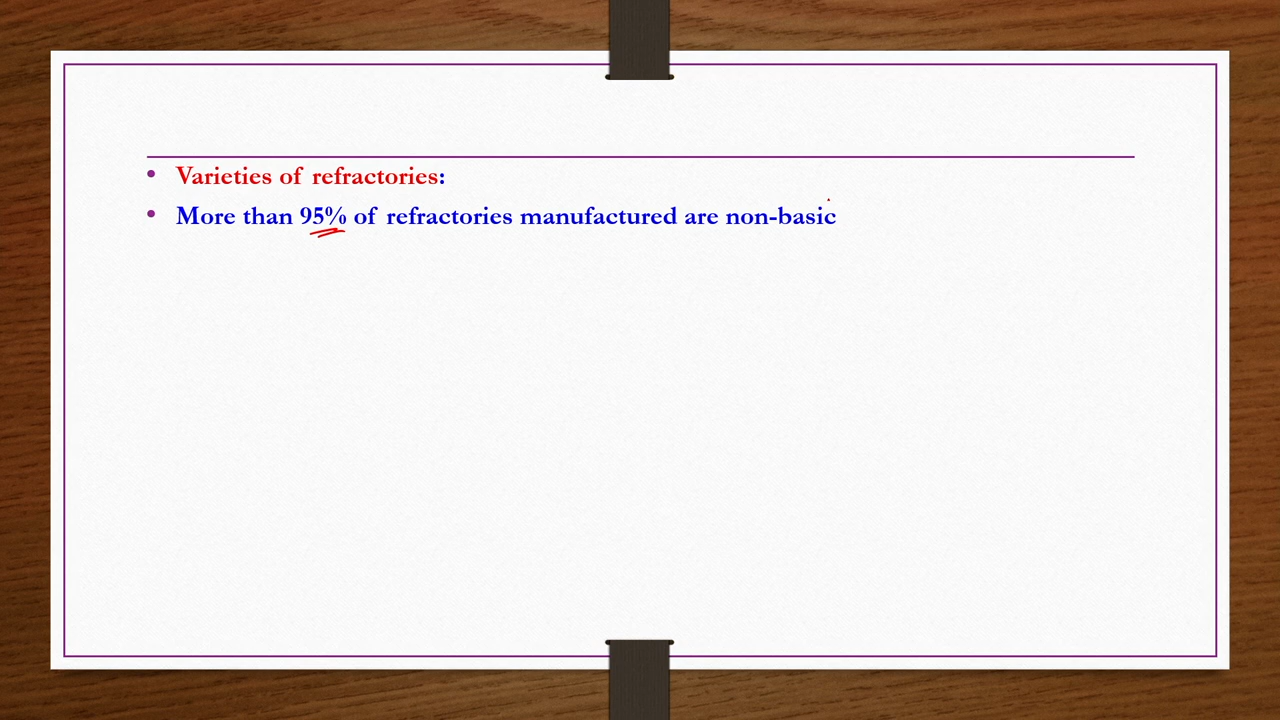 • Varieties of refractories:
• More than 95% of refractories manufactured are non-basic